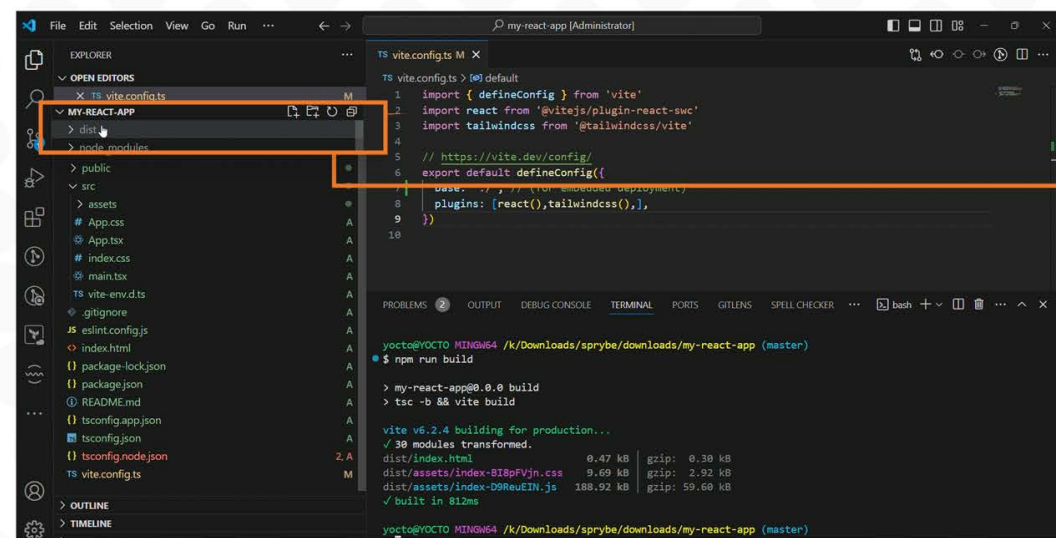 File Edit Selection View Go Run ...
my-react-app [Administrator]
EXPLORER
OPEN EDITORS
TS vite.config.ts M
MY-REACT-APP
dist
node_modules
public
src
assets
# App.css A
App.tsx A
# index.css A
main.tsx A
TS vite-env.d.ts A
.gitignore A
JS eslint.config.js A
<> index.html A
{} package-lock.json A
{} package.json A
README.md A
{} tsconfig.app.json A
tsconfig.json A
{} tsconfig.node.json 2, A
TS vite.config.ts M
OUTLINE
TIMELINE
TS vite.config.ts M
TS vite.config.ts > default
1 import { defineConfig } from 'vite'
2 import react from '@vitejs/plugin-react-swc'
3 import tailwindcss from '@tailwindcss/vite'
4
5 // https://vite.dev/config/
6 export default defineConfig({
7 base: './', // (for embedded deployment)
8 plugins: [react(),tailwindcss(),],
9 })
10
PROBLEMS 2 OUTPUT DEBUG CONSOLE TERMINAL PORTS GITLENS SPELL CHECKER ... bash
yocto@YOCTO MINGW64 /k/Downloads/sprybe/downloads/my-react-app (master)
$ npm run build
> my-react-app@0.0.0 build
> tsc -b && vite build
vite v6.2.4 building for production...
✓ 30 modules transformed.
dist/index.html 0.47 kB | gzip: 0.30 kB
dist/assets/index-BI8pFVjn.css 9.69 kB | gzip: 2.92 kB
dist/assets/index-D9ReuEIN.js 188.92 kB | gzip: 59.60 kB
✓ built in 812ms
yocto@YOCTO MINGW64 /k/Downloads/sprybe/downloads/my-react-app (master)